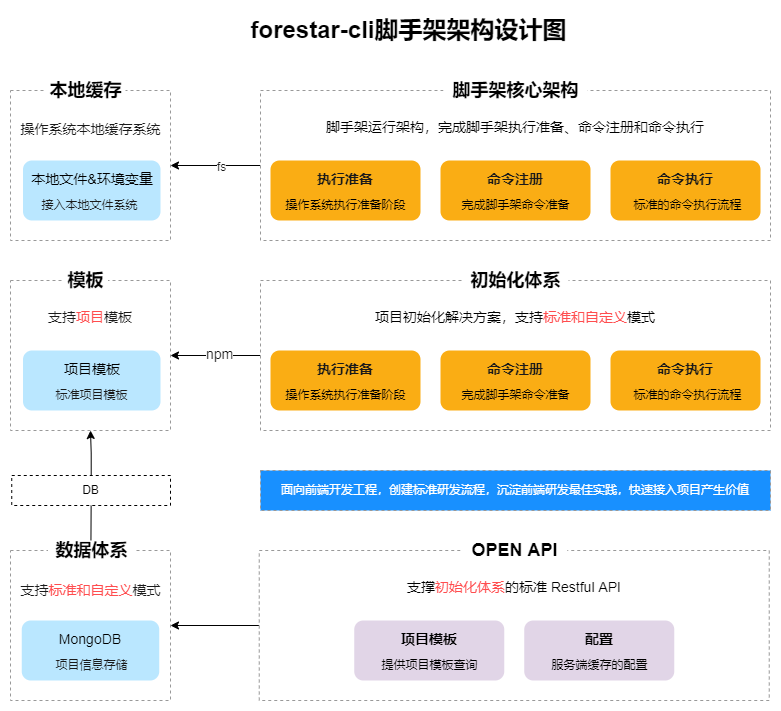 forestar-cli脚手架架构设计图
本地缓存
操作系统本地缓存系统
本地文件&环境变量
接入本地文件系统
fs
脚手架核心架构
脚手架运行架构，完成脚手架执行准备、命令注册和命令执行
执行准备
操作系统执行准备阶段
命令注册
完成脚手架命令准备
命令执行
标准的命令执行流程
模板
支持项目模板
项目模板
标准项目模板
npm
初始化体系
项目初始化解决方案，支持标准和自定义模式
执行准备
操作系统执行准备阶段
命令注册
完成脚手架命令准备
命令执行
标准的命令执行流程
DB
面向前端开发工程，创建标准研发流程，沉淀前端研发最佳实践，快速接入项目产生价值
数据体系
支持标准和自定义模式
MongoDB
项目信息存储
OPEN API
支撑初始化体系的标准 Restful API
项目模板
提供项目模板查询
配置
服务端缓存的配置